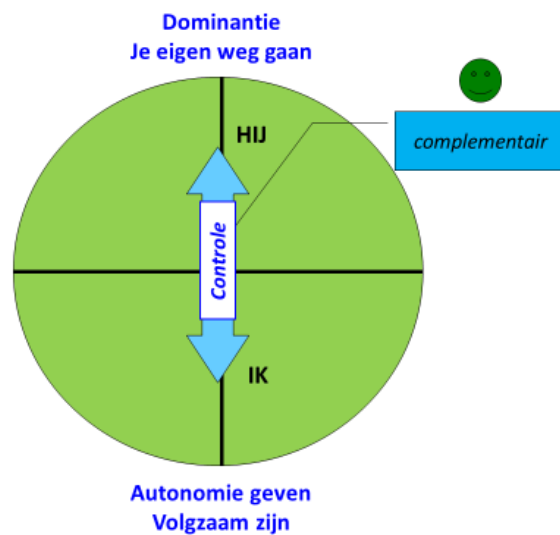 Dominantie
Je eigen weg gaan
HIJ
complementair
Controle
IK
Autonomie geven
Volgzaam zijn